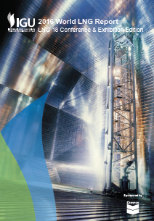 IGU
2016 World LNG Report
LNG 18 Conference & Exhibition Edition
Sponsored by